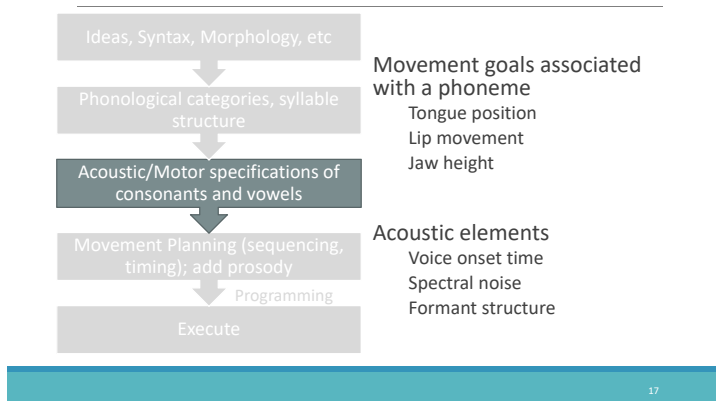 Ideas, Syntax, Morphology, etc
Phonological categories, syllable
structure
Acoustic/Motor specifications of
consonants and vowels
Movement Planning (sequencing,
timing); add prosody
Programming
Execute
Movement goals associated
with a phoneme
Tongue position
Lip movement
Jaw height
Acoustic elements
Voice onset time
Spectral noise
Formant structure
17